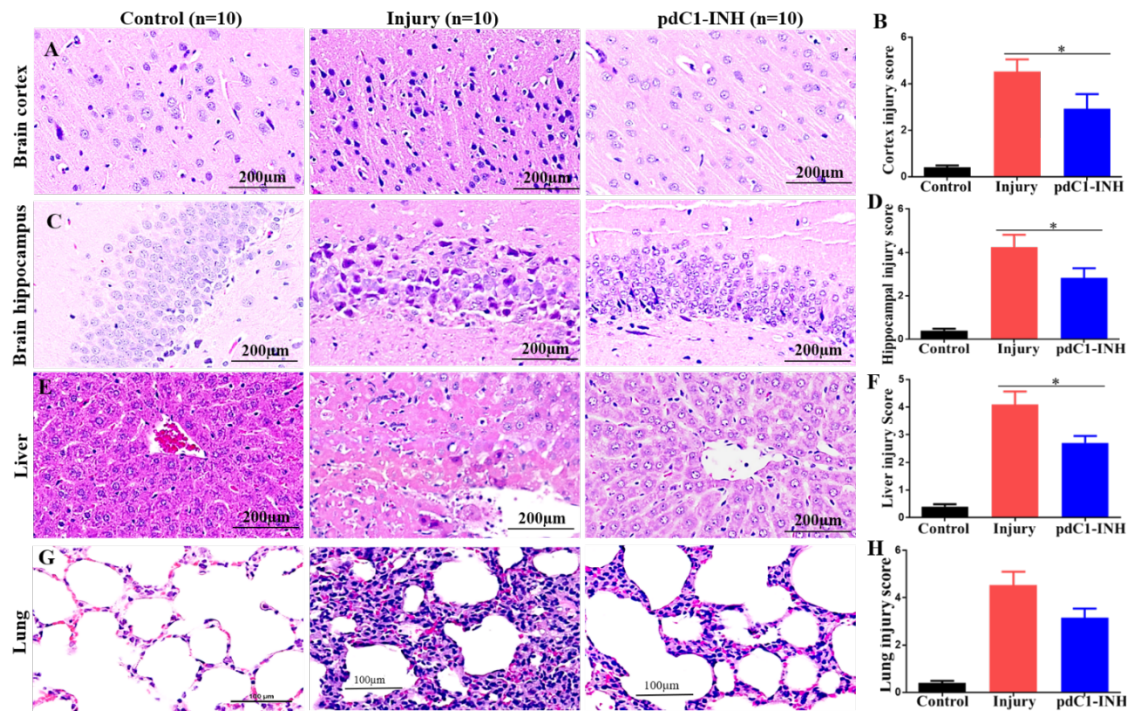 Control (n=10) Injury (n=10) pdC1-INH (n=10)
A
Brain cortex
200μm 200μm 200μm
B
Cortex injury score
6
4
2
0
*
Control Injury pdC1-INH
C
Brain hippocampus
200μm 200μm 200μm
D
Hippocampal injury score
6
4
2
0
*
Control Injury pdC1-INH
E
Liver
200μm 200μm 200μm
F
Liver injury Score
5
4
3
2
1
0
*
Control Injury pdC1-INH
G
Lung
100 μm 100μm 100μm
H
Lung injury score
6
4
2
0
Control Injury pdC1-INH